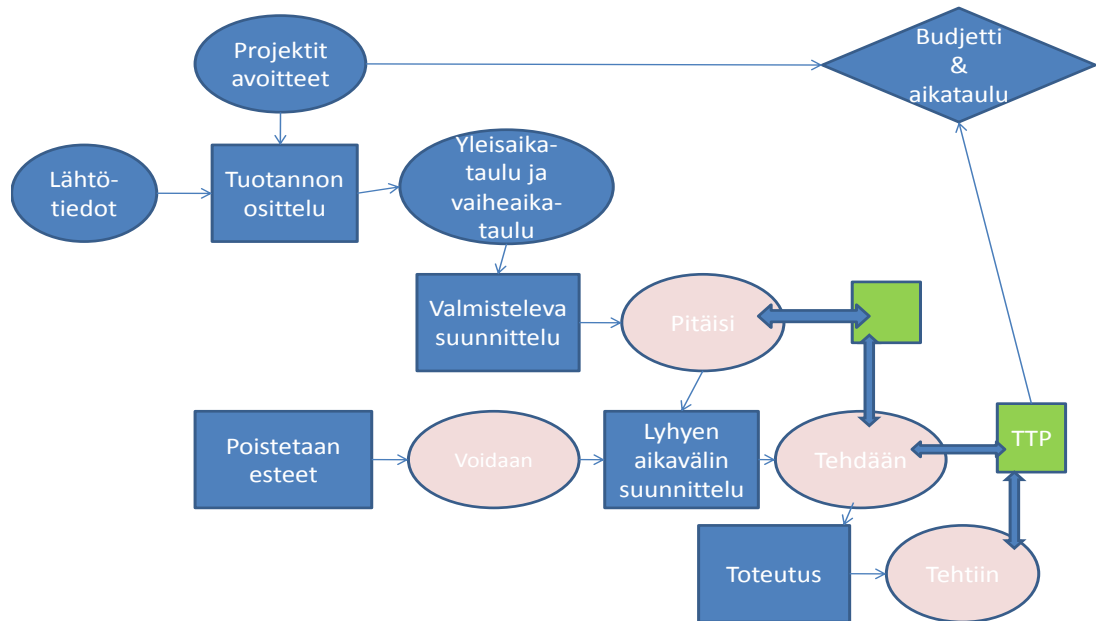 Projektit
avoitteet
Budjetti
&
aikataulu
Lähtö-
tiedot
Tuotannon
osittelu
Yleisaika-
taulu ja
vaiheaika-
taulu
Valmisteleva
suunnittelu
Pitäisi
Poistetaan
esteet
Voidaan
Lyhyen
aikavälin
suunnittelu
Tehdään
TTP
Toteutus
Tehtiin